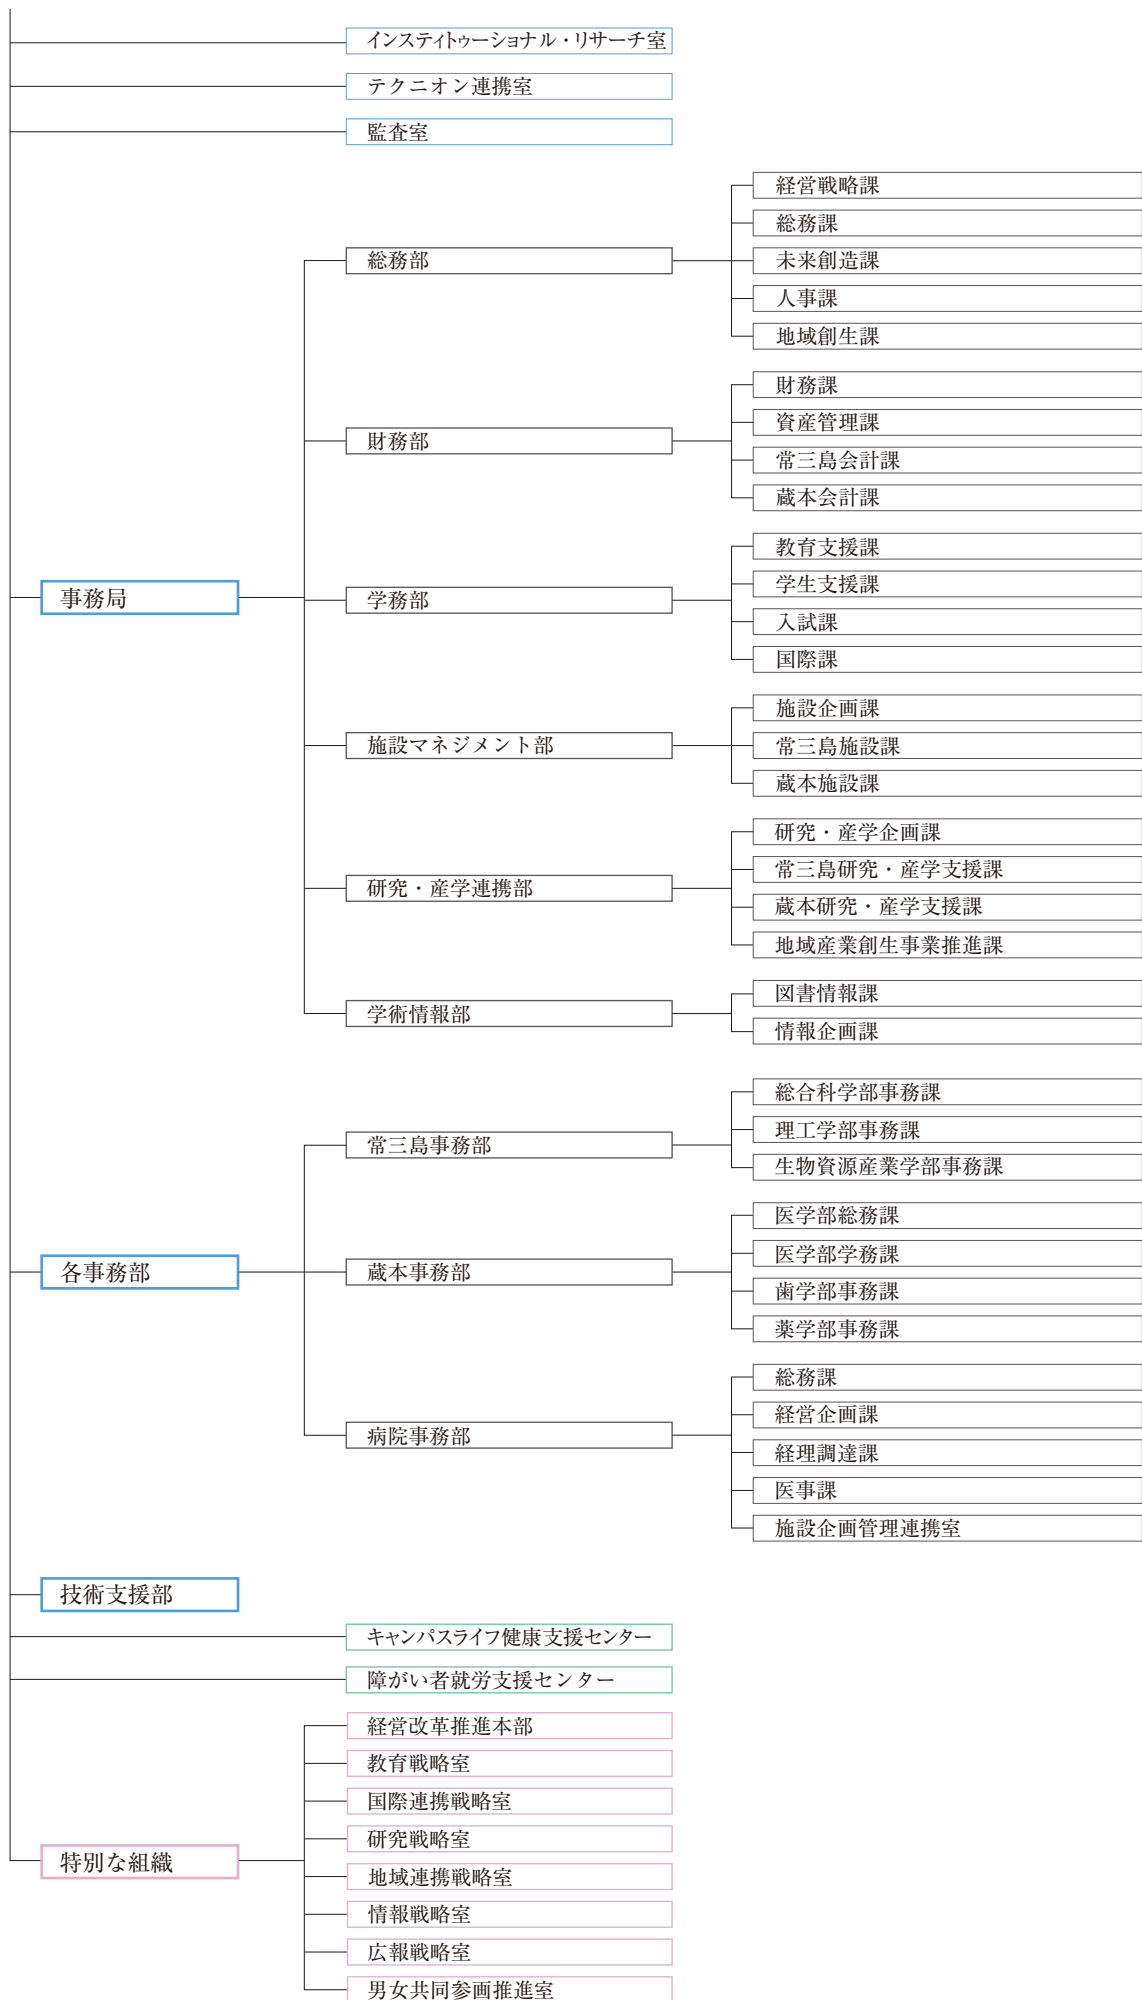 インスティトゥーショナル・リサーチ室
テクニオン連携室
監査室
事務局
総務部
経営戦略課
総務課
未来創造課
人事課
地域創生課
財務部
財務課
資産管理課
常三島会計課
蔵本会計課
学務部
教育支援課
学生支援課
入試課
国際課
施設マネジメント部
施設企画課
常三島施設課
蔵本施設課
研究・産学連携部
研究・産学企画課
常三島研究・産学支援課
蔵本研究・産学支援課
地域産業創生事業推進課
学術情報部
図書情報課
情報企画課
各事務部
常三島事務部
総合科学部事務課
理工学部事務課
生物資源産業学部事務課
蔵本事務部
医学部総務課
医学部学務課
歯学部事務課
薬学部事務課
病院事務部
総務課
経営企画課
経理調達課
医事課
施設企画管理連携室
技術支援部
キャンパスライフ健康支援センター
障がい者就労支援センター
特別な組織
経営改革推進本部
教育戦略室
国際連携戦略室
研究戦略室
地域連携戦略室
情報戦略室
広報戦略室
男女共同参画推進室